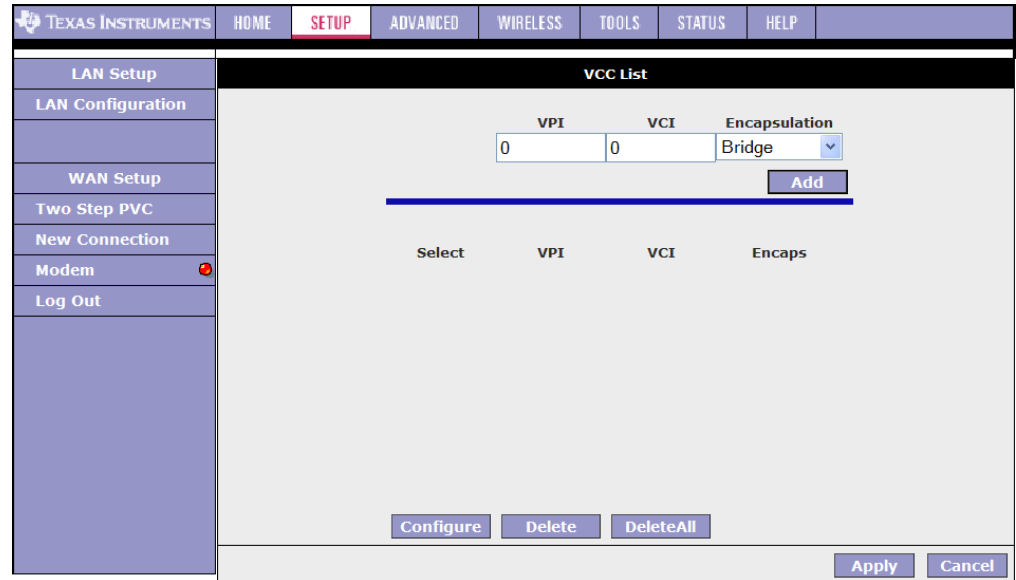 TEXAS INSTRUMENTS HOME SETUP ADVANCED WIRELESS TOOLS STATUS HELP
LAN Setup
LAN Configuration
WAN Setup
Two Step PVC
New Connection
Modem
Log Out
VCC List
VPI VCI Encapsulation
0 0 Bridge
Add
Select VPI VCI Encaps
Configure Delete DeleteAll
Apply Cancel